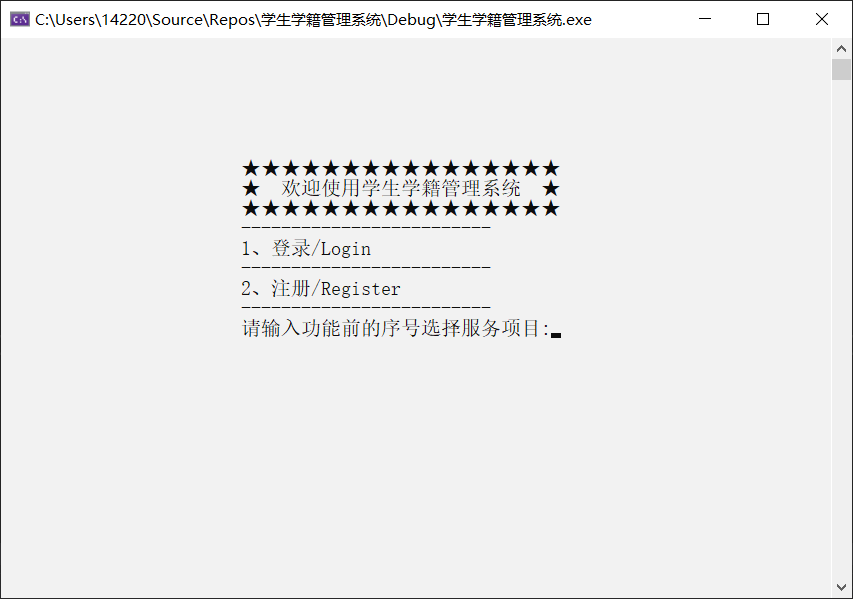 C:\Users\14220\Source\Repos\学生学籍管理系统\Debug\学生学籍管理系统.exe
★★★★★★★★★★★★★★★★
★ 欢迎使用学生学籍管理系统 ★
★★★★★★★★★★★★★★★★
-------------------------
1、登录/Login
-------------------------
2、注册/Register
-------------------------
请输入功能前的序号选择服务项目: